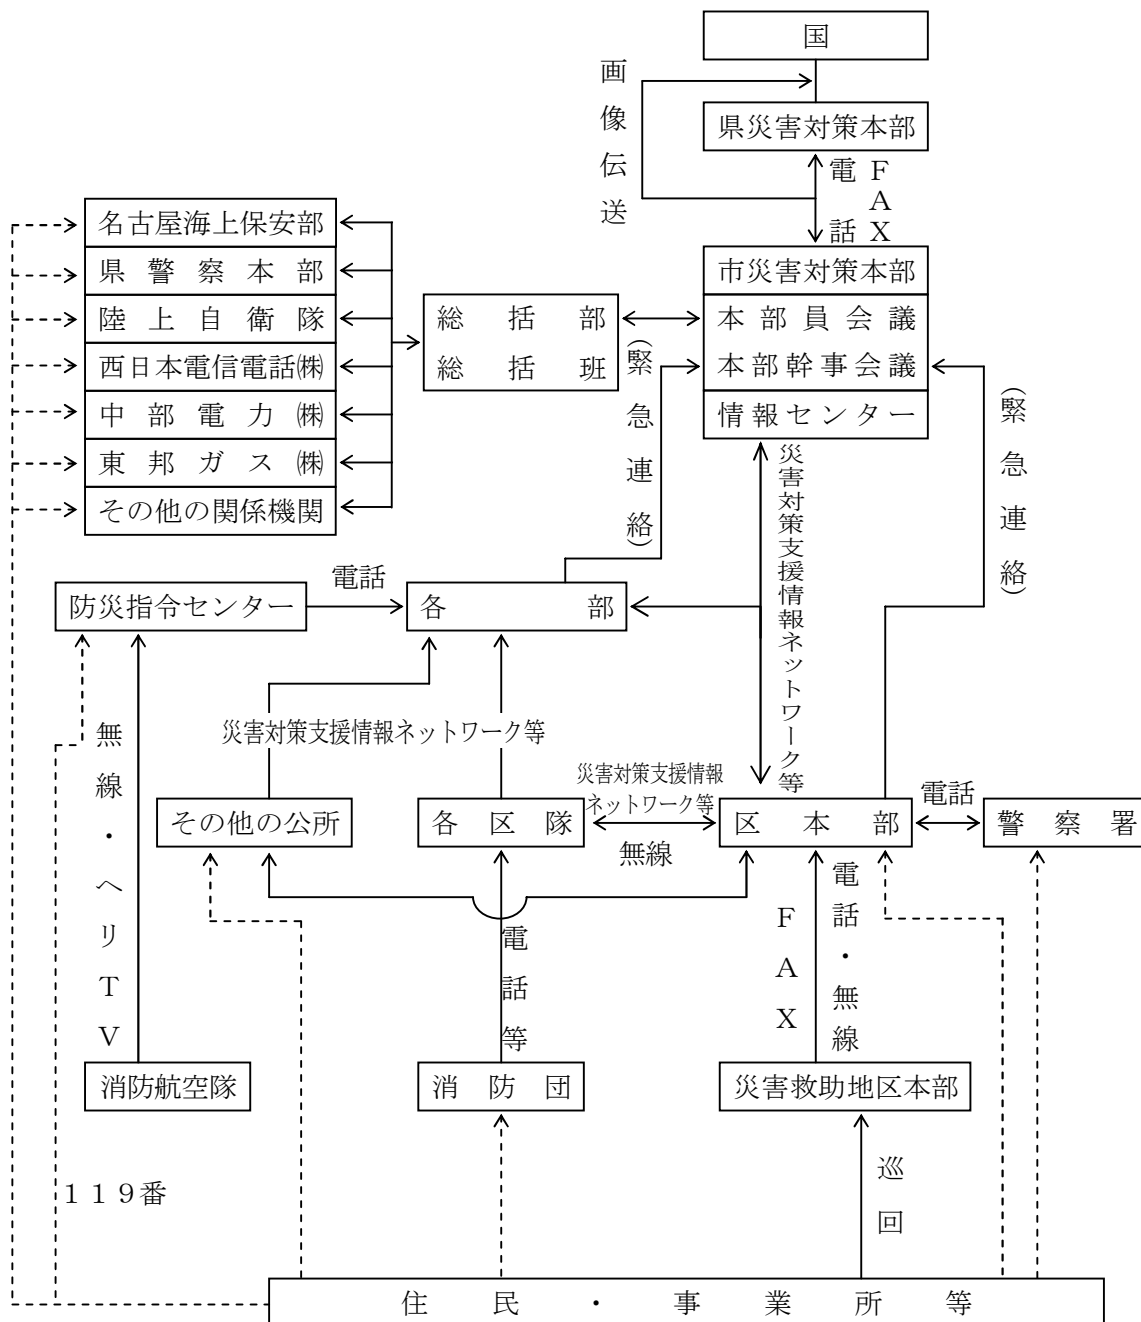 国
画像伝送
県災害対策本部
電話
ＦＡＸ
名古屋海上保安部
県警察本部
陸上自衛隊
西日本電信電話㈱
中部電力㈱
東邦ガス㈱
その他の関係機関
総括部
総括班
市災害対策本部
本部員会議
本部幹事会議
情報センター
(緊急連絡)
(緊急連絡)
災害対策支援情報ネットワーク等
防災指令センター
電話
各部
無線・ヘリＴＶ
災害対策支援情報ネットワーク等
災害対策支援情報
ネットワーク等
無線
その他の公所
各区隊
区本部
電話
警察署
電話等
ＦＡＸ
電話・無線
消防航空隊
消防団
災害救助地区本部
１１９番
巡回
住民・事業所等